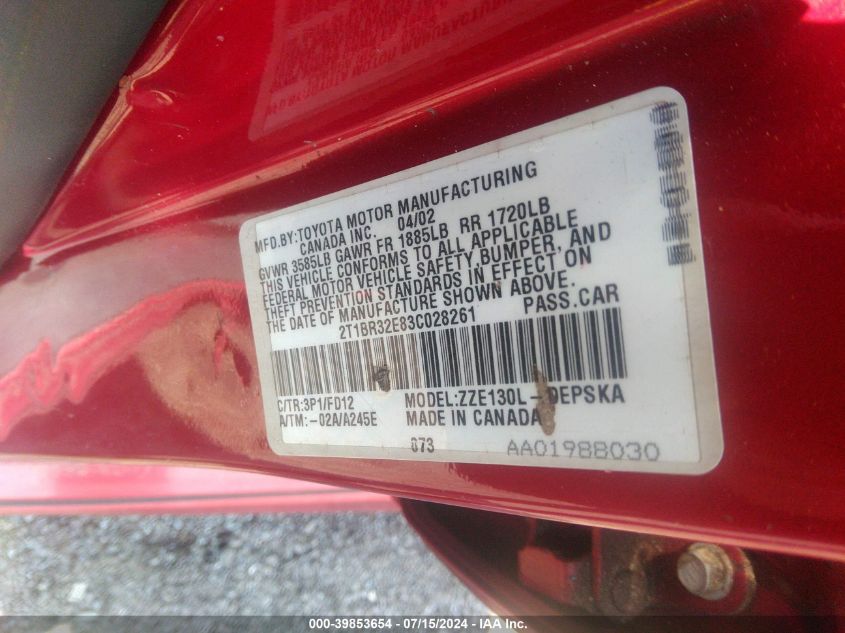 MFD.BY:TOYOTA MOTOR MANUFACTURING
CANADA INC. 04/02
GVWR 3585LB GAWR FR 1885LB RR 1720LB
THIS VEHICLE CONFORMS TO ALL APPLICABLE
FEDERAL MOTOR VEHICLE SAFETY BUMPER, AND
THEFT PREVENTION STANDARDS IN EFFECT ON
THE DATE OF MANUFACTURE SHOWN ABOVE.
2T1BR32E83C028261 PASS.CAR
C/TR:3P1/FD12 MODEL:ZZE130L-DEPSKA
A/TM:-02A/A245E MADE IN CANADA
073 AA01988030
000-39853654 / 07/15/2024 - IAA Inc.